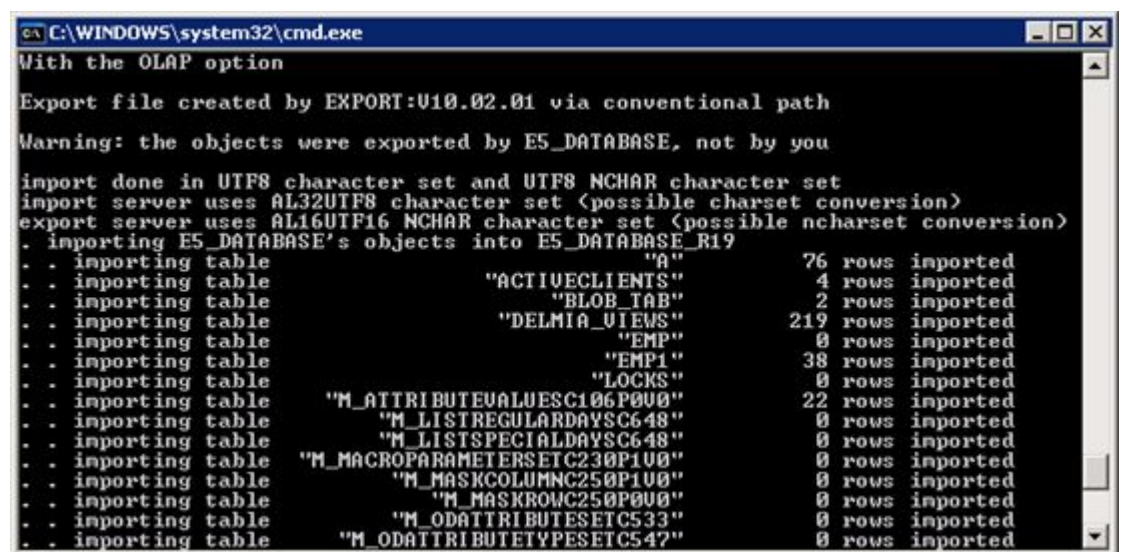 C:\WINDOWS\system32\cmd.exe
With the OLAP option
Export file created by EXPORT:V10.02.01 via conventional path
Warning: the objects were exported by E5_DATABASE, not by you
import done in UTF8 character set and UTF8 NCHAR character set
import server uses AL32UTF8 character set (possible charset conversion)
export server uses AL16UTF16 NCHAR character set (possible ncharset conversion)
. importing E5_DATABASE's objects into E5_DATABASE_R19
. . importing table "A" 76 rows imported
. . importing table "ACTIVECLIENTS" 4 rows imported
. . importing table "BLOB_TAB" 2 rows imported
. . importing table "DELMIA_VIEWS" 219 rows imported
. . importing table "EMP" 0 rows imported
. . importing table "EMP1" 38 rows imported
. . importing table "LOCKS" 0 rows imported
. . importing table "M_ATTRIBUTEVALUESC106P0V0" 22 rows imported
. . importing table "M_LISTREGULARDAYSC648" 0 rows imported
. . importing table "M_LISTSPECIALDAYSC648" 0 rows imported
. . importing table "M_MACROPARAMETERSETC230P1V0" 0 rows imported
. . importing table "M_MASKCOLUMNC250P1V0" 0 rows imported
. . importing table "M_MASKROWC250P0V0" 0 rows imported
. . importing table "M_ODATTRIBUTESETC533" 0 rows imported
. . importing table "M_ODATTRIBUTETYPESETC547" 0 rows imported